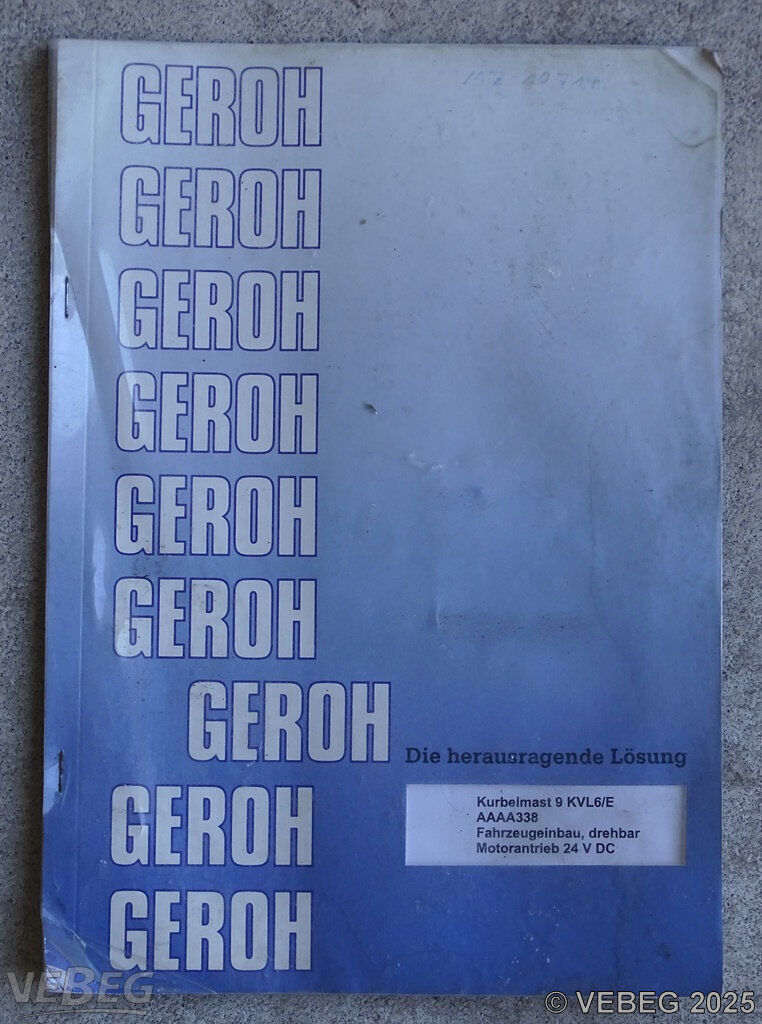 GEROH
GEROH
GEROH
GEROH
GEROH
GEROH
GEROH
Die herausragende Lösung
Kurbelmast 9 KVL6/E
AAAA338
Fahrzeugeinbau, drehbar
Motorantrieb 24 V DC
GEROH
GEROH
VEBEG
© VEBEG 2025